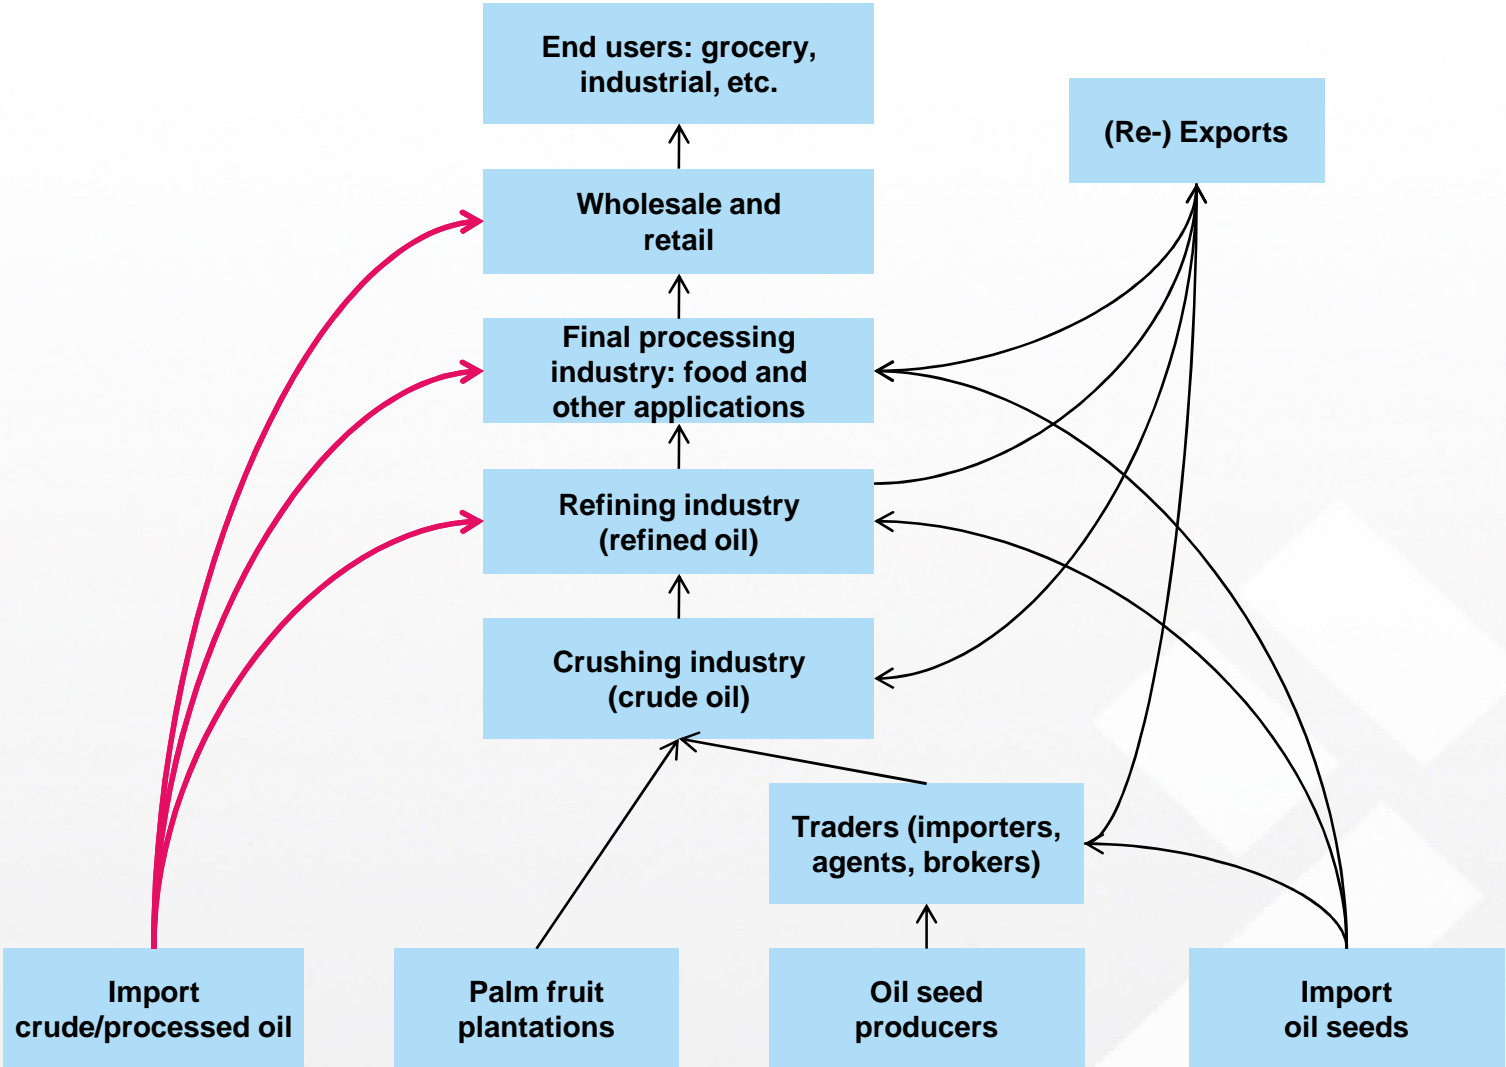 End users: grocery,
industrial, etc.
(Re-) Exports
Wholesale and
retail
Final processing
industry: food and
other applications
Refining industry
(refined oil)
Crushing industry
(crude oil)
Traders (importers,
agents, brokers)
Import
crude/processed oil
Palm fruit
plantations
Oil seed
producers
Import
oil seeds